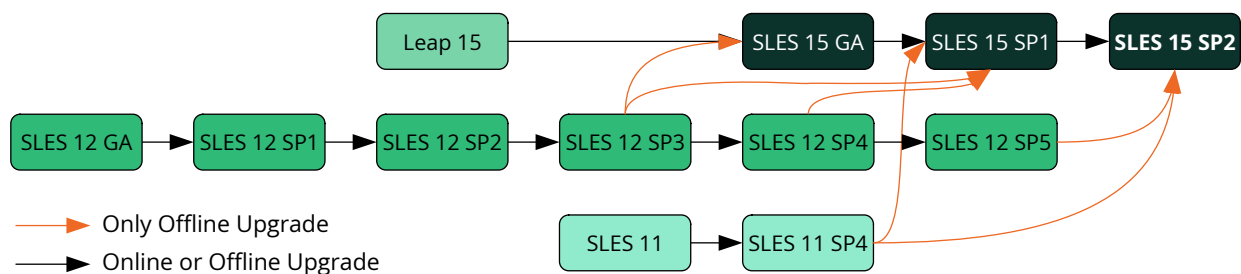 Leap 15
SLES 15 GA
SLES 15 SP1
SLES 15 SP2
SLES 12 GA
SLES 12 SP1
SLES 12 SP2
SLES 12 SP3
SLES 12 SP4
SLES 12 SP5
Only Offline Upgrade
SLES 11
SLES 11 SP4
Online or Offline Upgrade